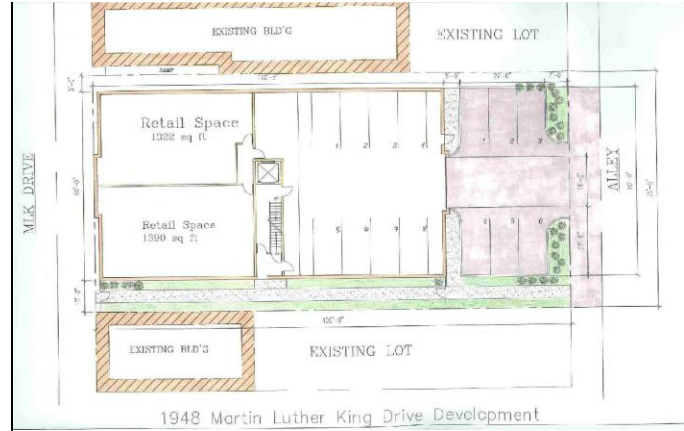 EXISTING BLD'G
EXISTING LOT
RAMP
MLK DRIVE
Retail Space
1322 sq ft
1 2 3 4
1 2 3
ALLEY
Retail Space
1390 sq ft
5 6 7 8
4 5 6
EXISTING BLD'G
EXISTING LOT
1948 Martin Luther King Drive Development